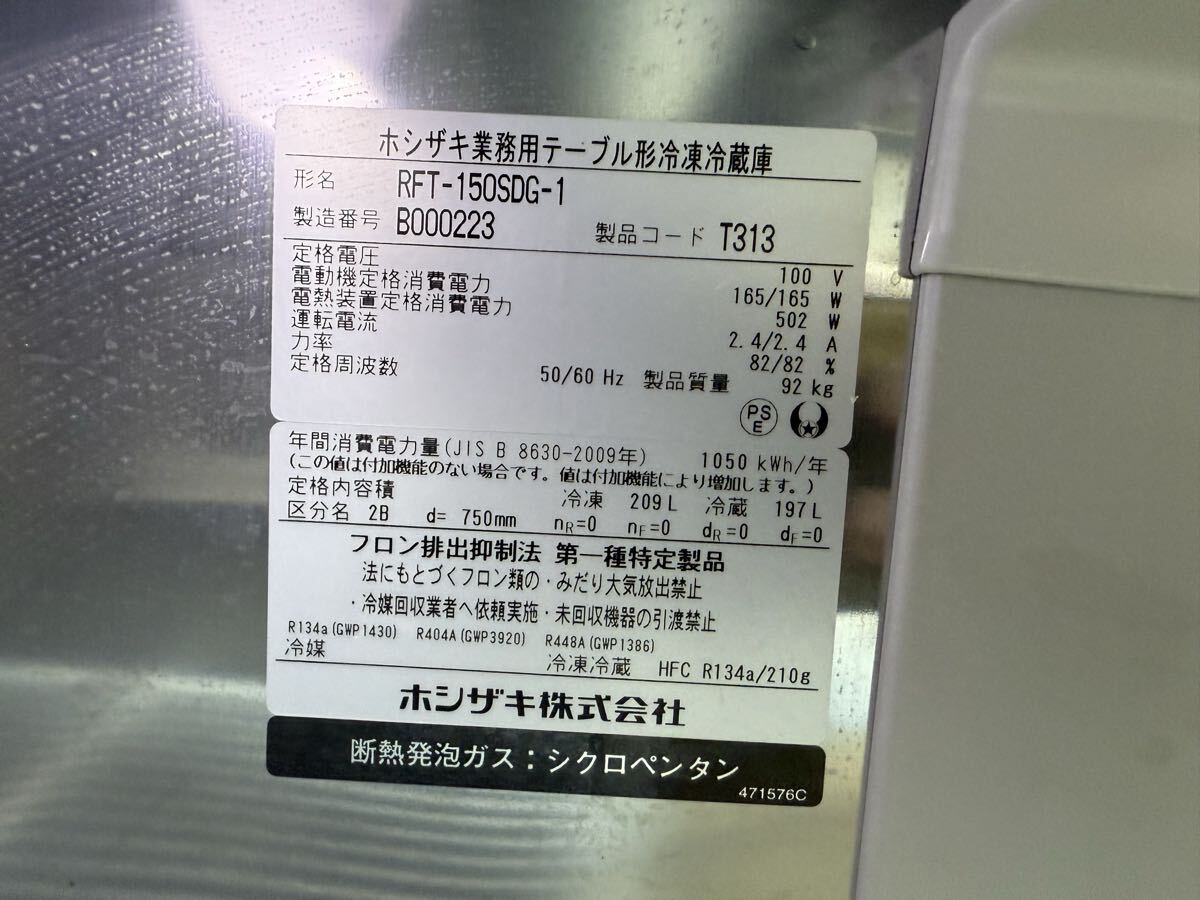 ホシザキ業務用テーブル形冷凍冷蔵庫
形名 RFT-150SDG-1
製造番号 B000223 製品コード T313
定格電圧 100 V
電動機定格消費電力 165/165 W
電熱装置定格消費電力 502 W
運転電流 2.4/2.4 A
力率 82/82 %
定格周波数 50/60 Hz 製品質量 92 kg
PS
E
年間消費電力量(JIS B 8630-2009年) 1050 kWh/年
(この値は付加機能のない場合です。値は付加機能により増加します。)
定格内容積 冷凍 209 L 冷蔵 197 L
区分名 2B d= 750mm nR=0 nF=0 dR=0 dF=0
フロン排出抑制法 第一種特定製品
法にもとづくフロン類の・みだり大気放出禁止
・冷媒回収業者へ依頼実施・未回収機器の引渡禁止
R134a(GWP1430) R404A(GWP3920) R448A(GWP1386)
冷媒 冷凍冷蔵 HFC R134a/210g
ホシザキ株式会社
断熱発泡ガス：シクロペンタン
471576C